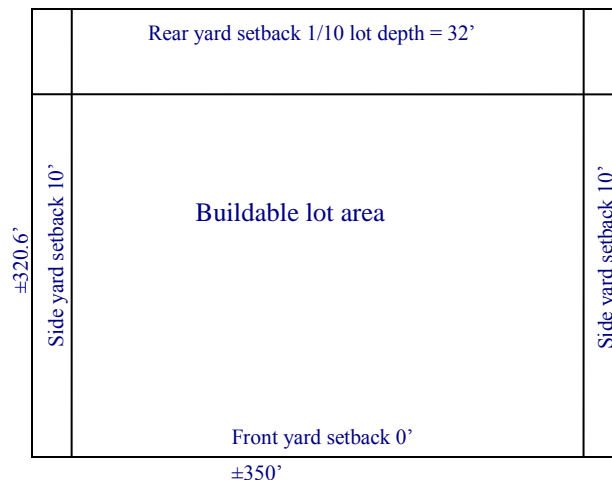 Rear yard setback 1/10 lot depth = 32’
Side yard setback 10’
Buildable lot area
Side yard setback 10’
±320.6’
Front yard setback 0’
±350’